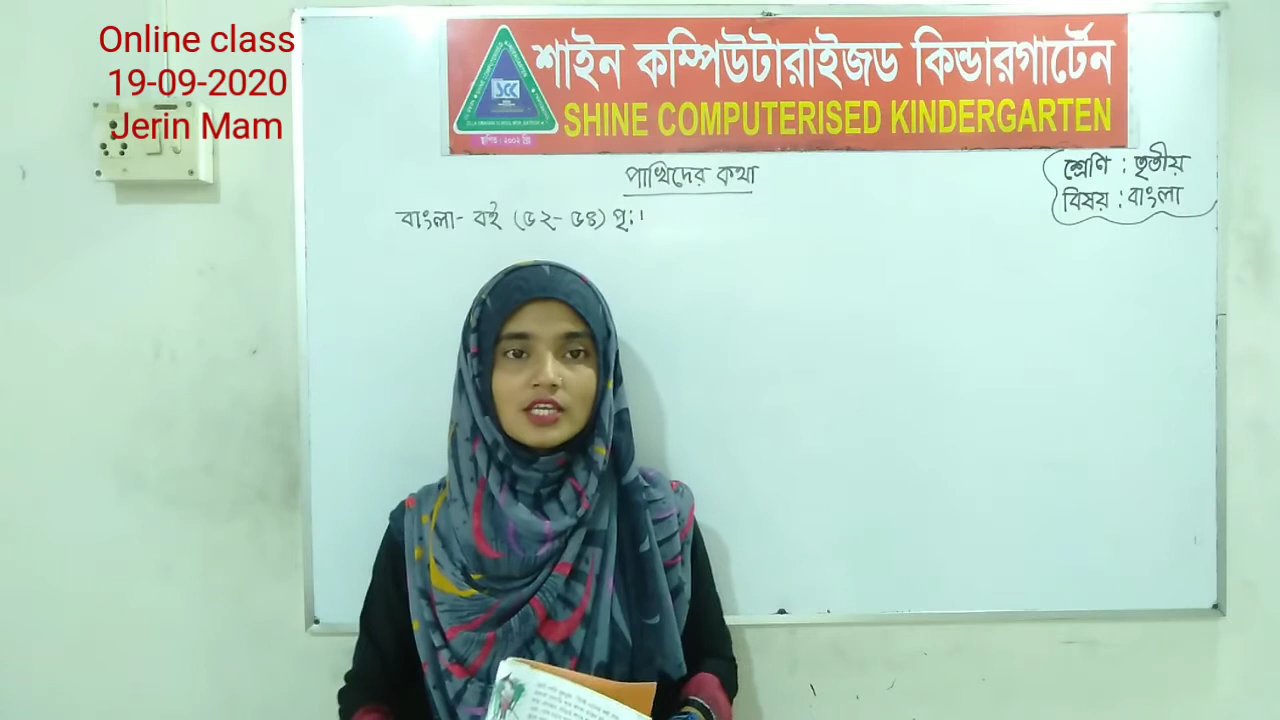 Online class
19-09-2020
Jerin Mam
শাইন কম্পিউটারাইজড কিন্ডারগার্টেন
SHINE COMPUTERISED KINDERGARTEN
স্থাপিত : ২০০২ খ্রি
পাখিদের কথা
শ্রেণি : তৃতীয়
বিষয় : বাংলা
বাংলা- বই (৫২- ৫৪) পৃ:।